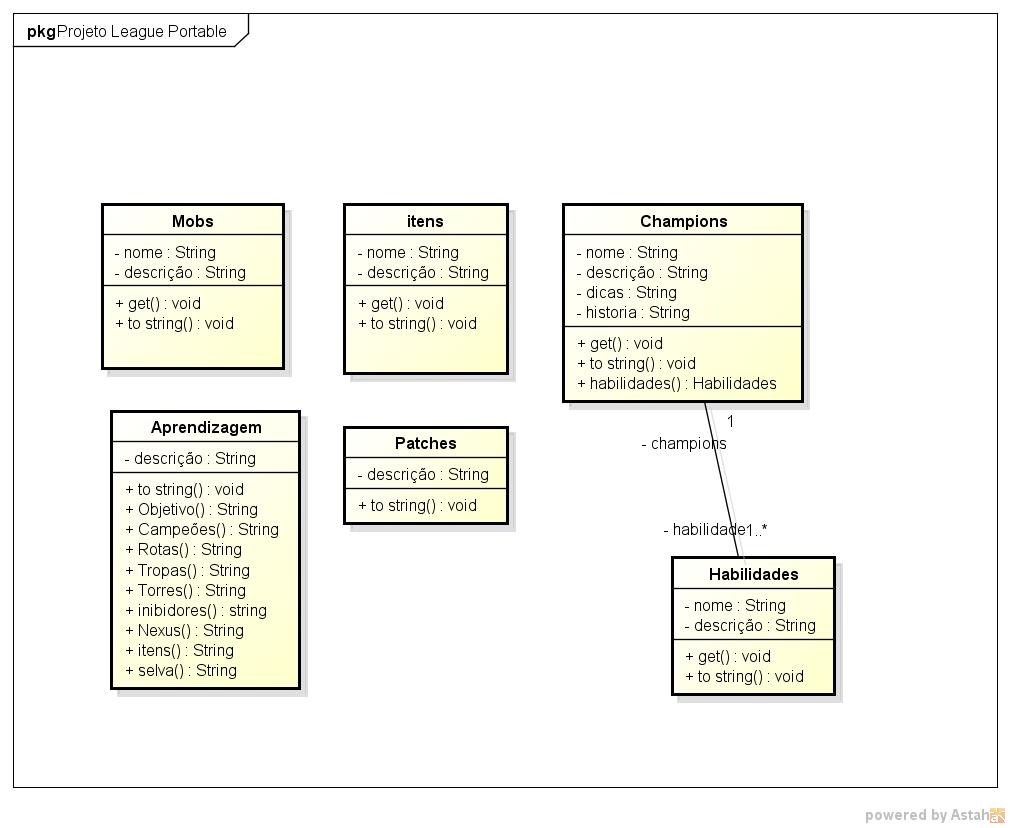 pkg Projeto League Portable
Mobs
- nome : String
- descrição : String
+ get() : void
+ to string() : void
itens
- nome : String
- descrição : String
+ get() : void
+ to string() : void
Champions
- nome : String
- descrição : String
- dicas : String
- historia : String
+ get() : void
+ to string() : void
+ habilidades() : Habilidades
1
- champions
- habilidade
1..*
Aprendizagem
- descrição : String
+ to string() : void
+ Objetivo() : String
+ Campeões() : String
+ Rotas() : String
+ Tropas() : String
+ Torres() : String
+ inibidores() : string
+ Nexus() : String
+ itens() : String
+ selva() : String
Patches
- descrição : String
+ to string() : void
Habilidades
- nome : String
- descrição : String
+ get() : void
+ to string() : void
powered by Astah